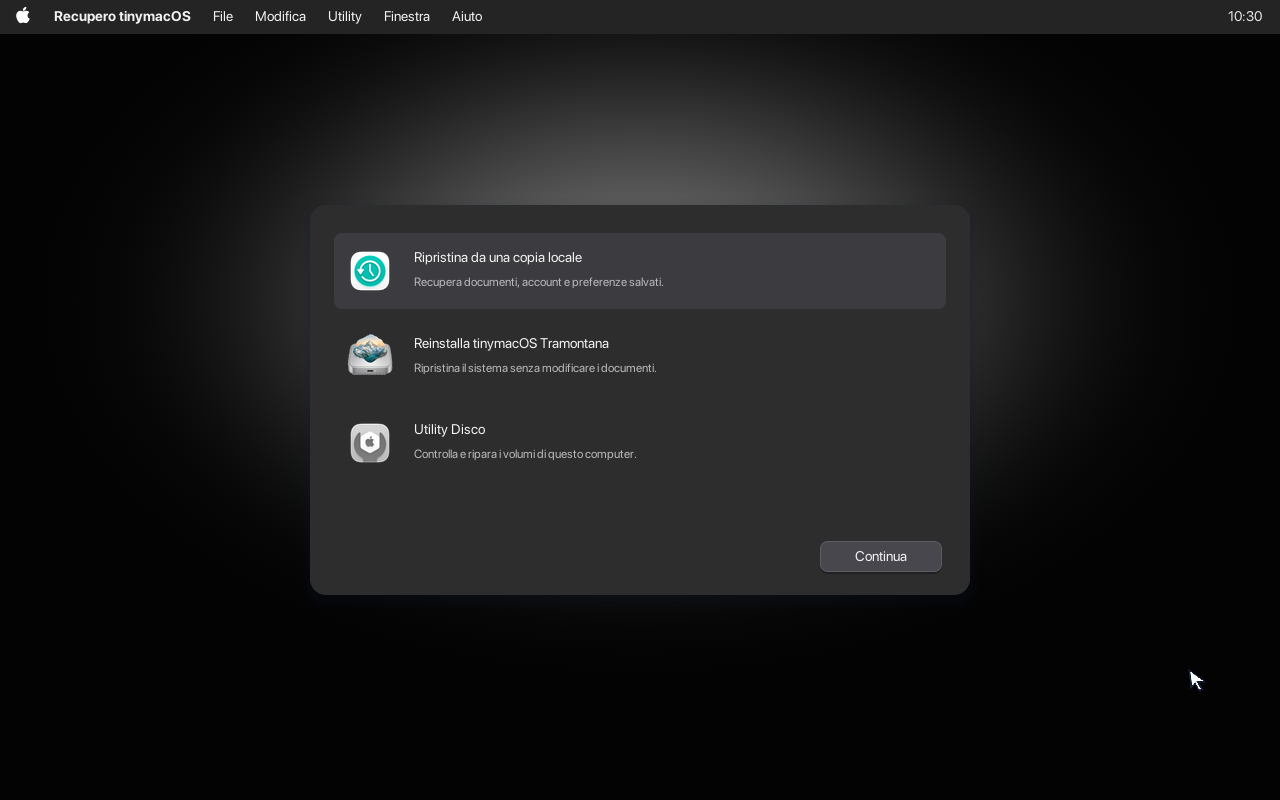 Recupero tinymacOS File Modifica Utility Finestra Aiuto 10:30
Ripristina da una copia locale
Recupera documenti, account e preferenze salvati.
Reinstalla tinymacOS Tramontana
Ripristina il sistema senza modificare i documenti.
Utility Disco
Controlla e ripara i volumi di questo computer.
Continua